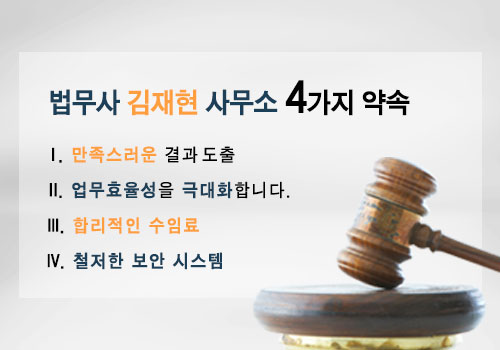 법무사 김재현 사무소 4가지 약속
I. 만족스러운 결과 도출
II. 업무효율성을 극대화합니다.
III. 합리적인 수임료
IV. 철저한 보안 시스템